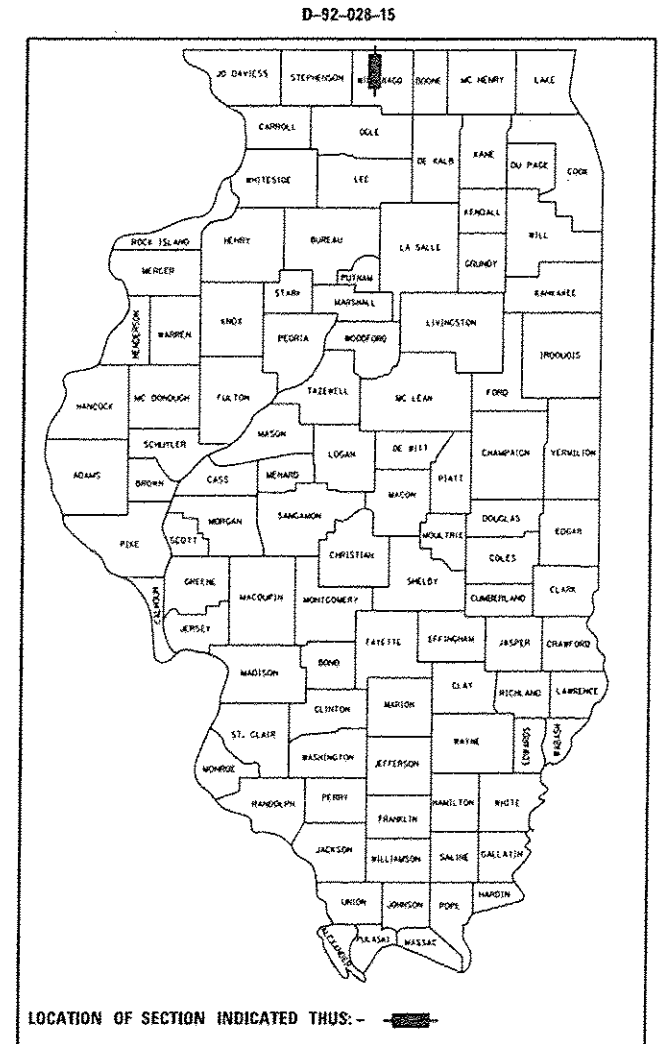 D-92-028-15
JO DAVIESS STEPHENSON BOONE MC HENRY LAKE
CARROLL OGLE
DE KALB KANE DU PAGE COOK
WHITESIDE LEE
KENDALL
ROCK ISLAND HENRY BUREAU LA SALLE GRUNDY WILL
MERCER PUTNAM KANKAKEE
STARK MARSHALL
HENDERSON WARREN KNOX PEORIA WOODFORD LIVINGSTON IROQUOIS
HANCOCK MC DONOUGH FULTON TAZEWELL MC LEAN FORD
MASON
SCHUYLER LOGAN DE WITT CHAMPAIGN VERMILION
ADAMS BROWN CASS MENARD PIATT
MACON
MORGAN SANGAMON DOUGLAS
PIKE SCOTT MOULTRIE EDGAR
CHRISTIAN COLES
GREENE SHELBY
CALHOUN MACOUPIN MONTGOMERY CUMBERLAND CLARK
JERSEY FAYETTE EFFINGHAM JASPER CRAWFORD
MADISON BOND
CLAY RICHLAND LAWRENCE
CLINTON MARION
ST. CLAIR WAYNE EDWARDS WABASH
WASHINGTON JEFFERSON
MONROE
RANDOLPH PERRY HAMILTON WHITE
FRANKLIN
JACKSON WILLIAMSON SALINE GALLATIN
UNION JOHNSON POPE HARDIN
ALEXANDER PULASKI MASSAC
LOCATION OF SECTION INDICATED THUS: -